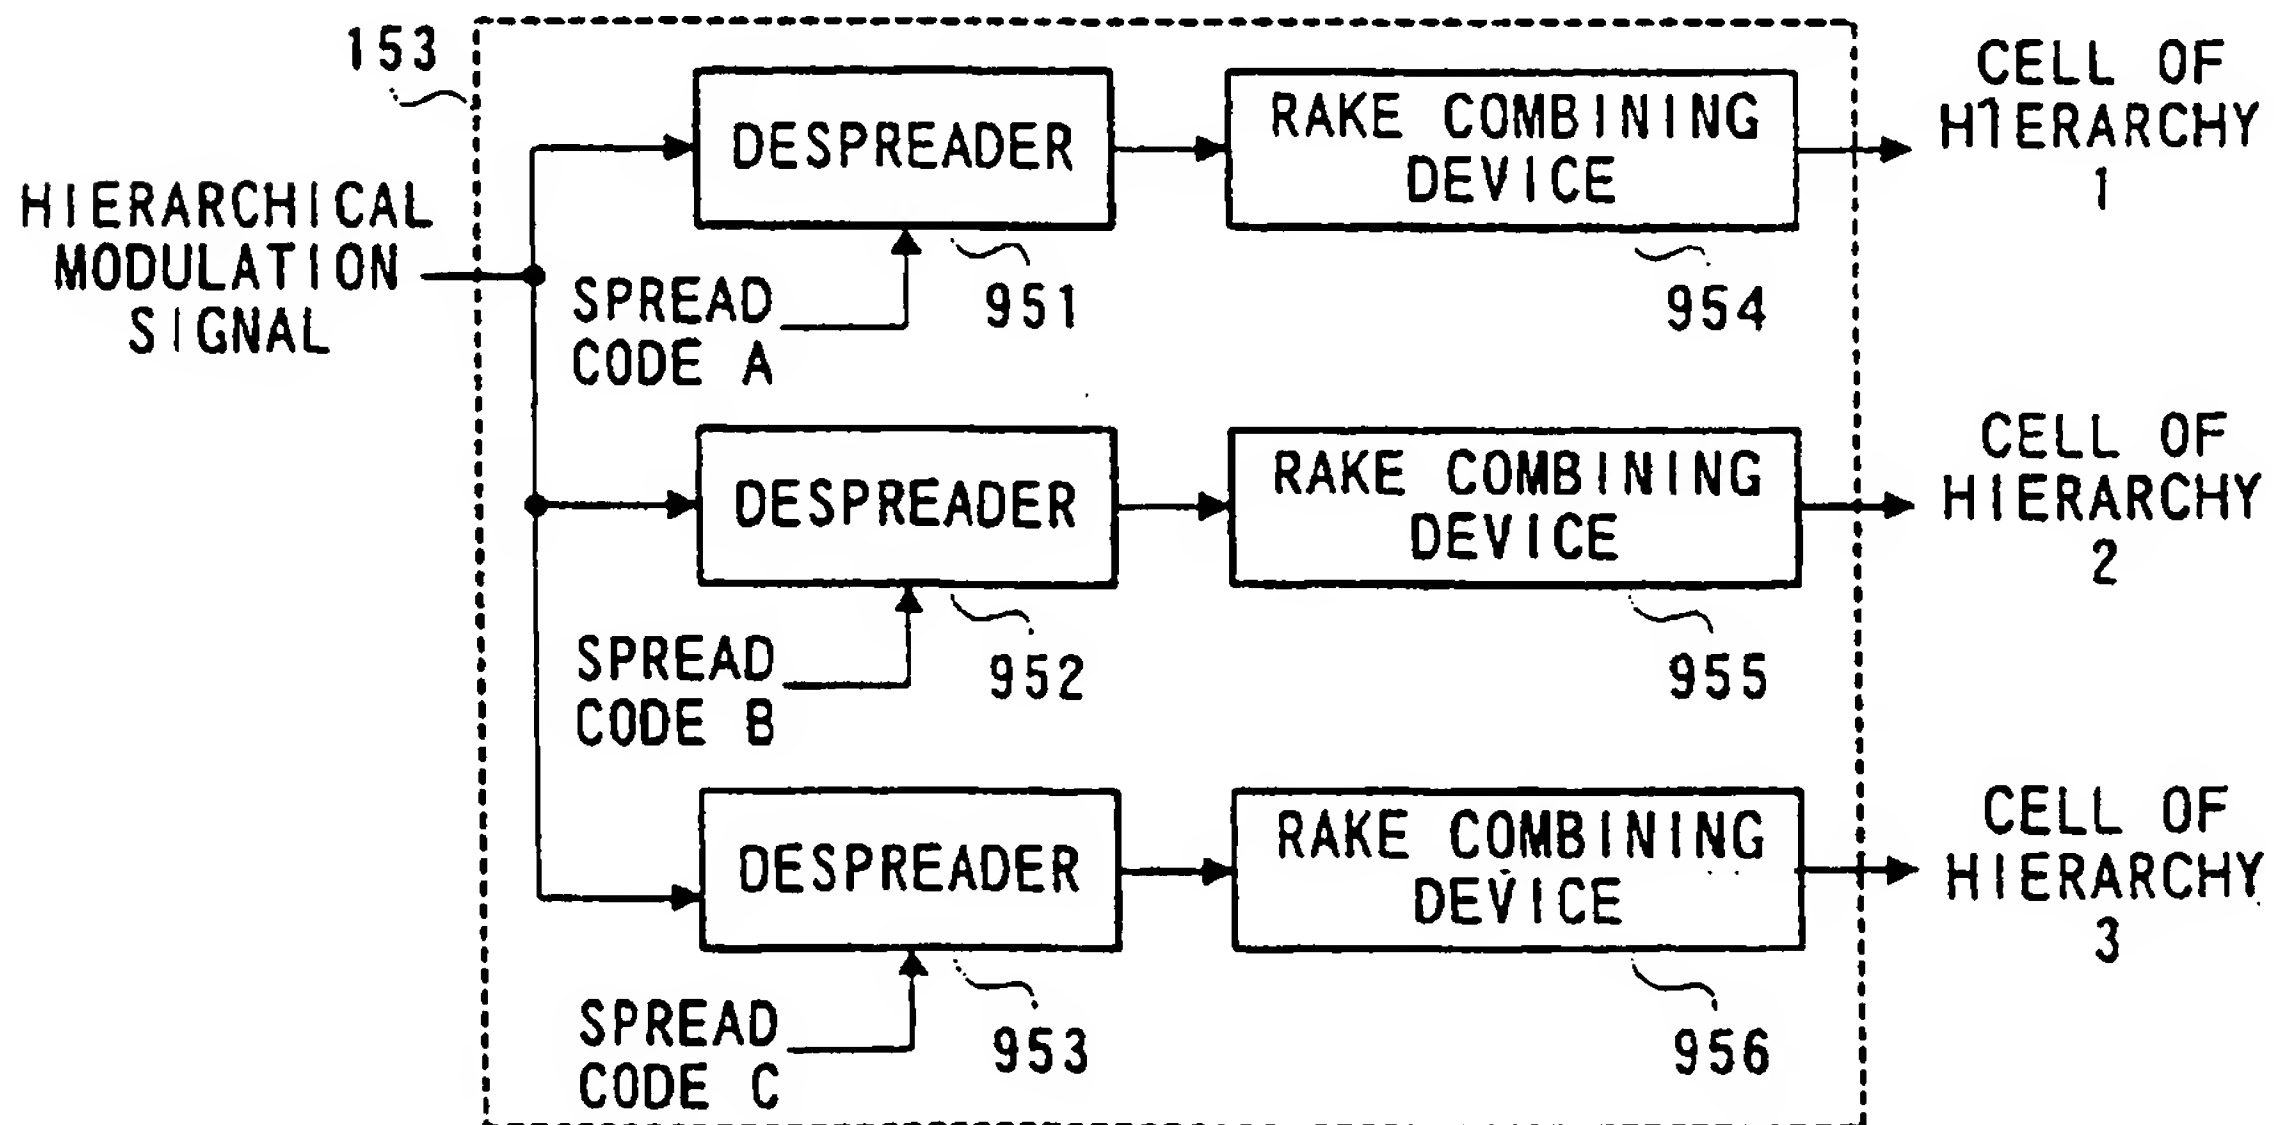 153
HIERARCHICAL
MODULATION
SIGNAL
DESPREADER
951
SPREAD
CODE A
RAKE COMBINING
DEVICE
954
CELL OF
HIERARCHY
1
DESPREADER
952
SPREAD
CODE B
RAKE COMBINING
DEVICE
955
CELL OF
HIERARCHY
2
DESPREADER
953
SPREAD
CODE C
RAKE COMBINING
DEVICE
956
CELL OF
HIERARCHY
3